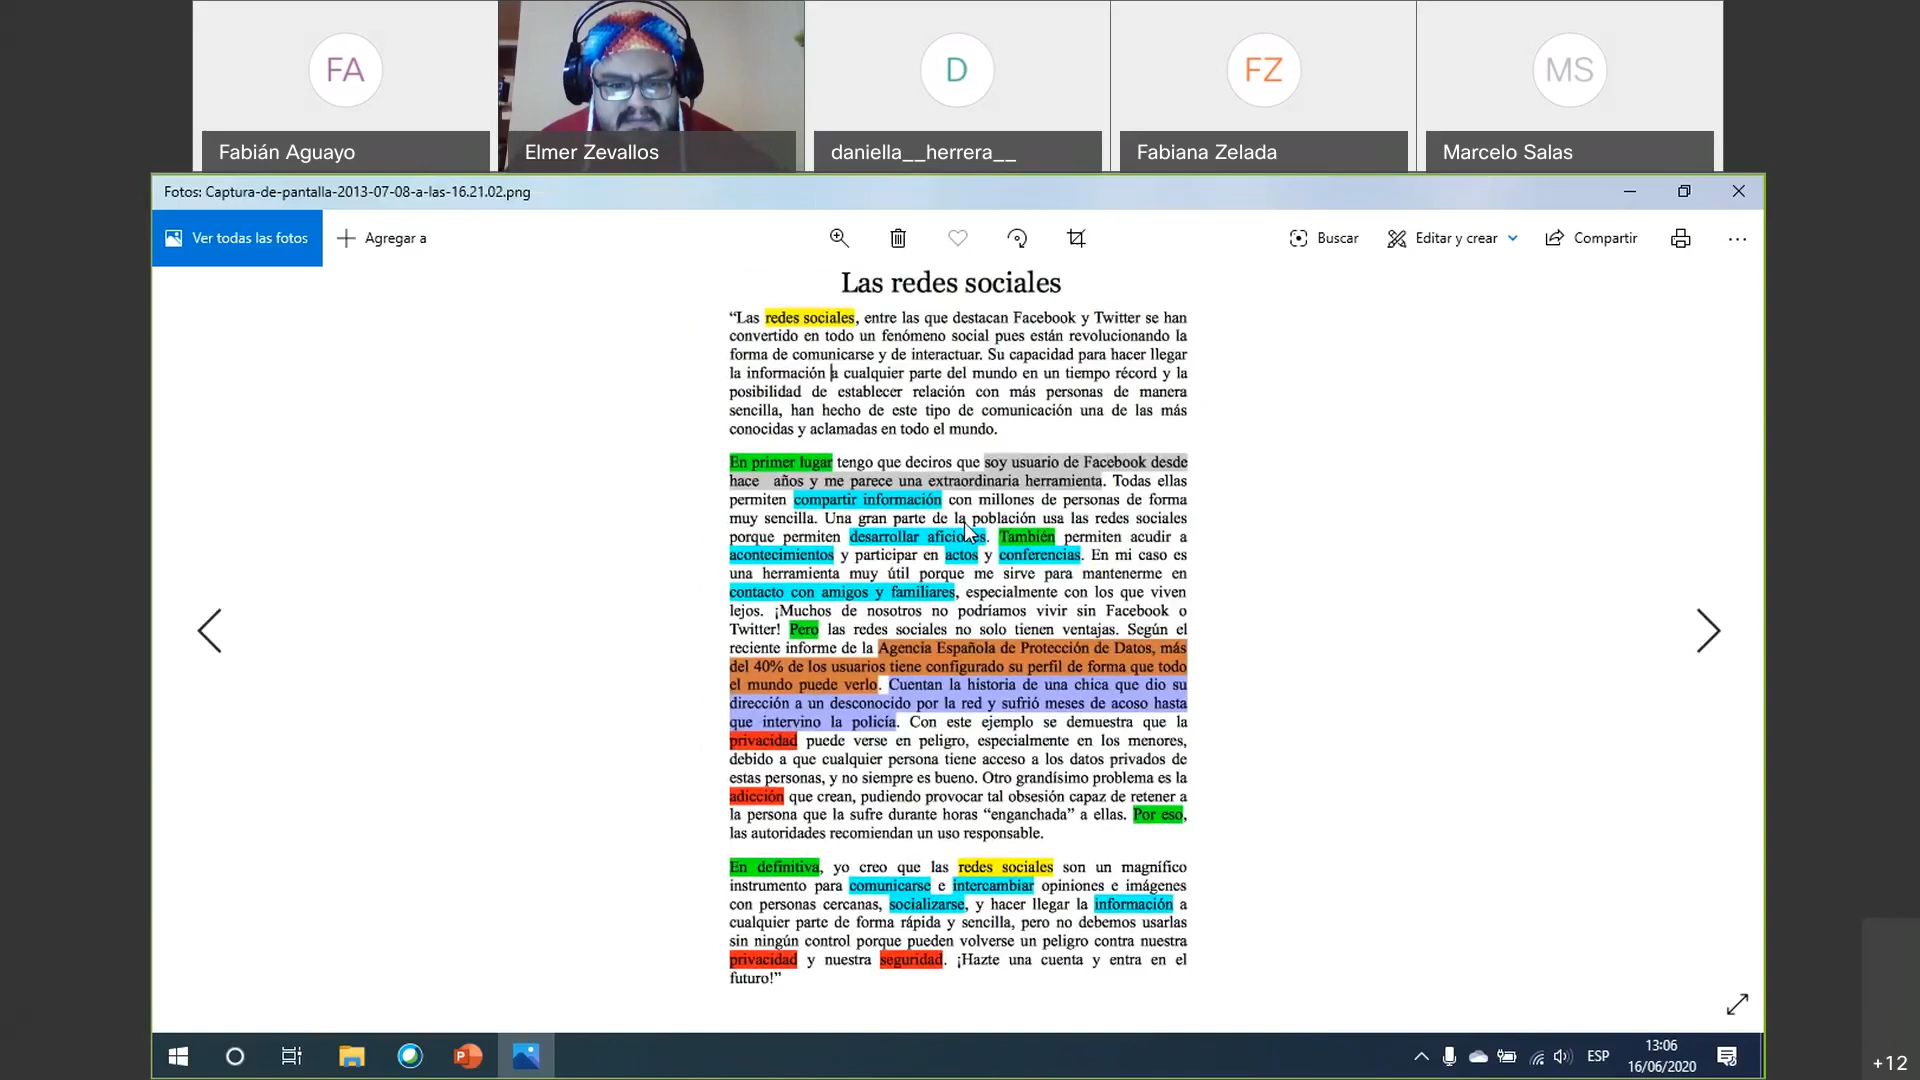 FA
D
FZ
MS
Fabián Aguayo
Elmer Zevallos
daniella__herrera__
Fabiana Zelada
Marcelo Salas
Fotos: Captura-de-pantalla-2013-07-08-a-las-16.21.02.png
Ver todas las fotos
Agregar a
Buscar
Editar y crear
Compartir
Las redes sociales
“Las redes sociales, entre las que destacan Facebook y Twitter se han
convertido en todo un fenómeno social pues están revolucionando la
forma de comunicarse y de interactuar. Su capacidad para hacer llegar
la información a cualquier parte del mundo en un tiempo récord y la
posibilidad de establecer relación con más personas de manera
sencilla, han hecho de este tipo de comunicación una de las más
conocidas y aclamadas en todo el mundo.
En primer lugar tengo que deciros que soy usuario de Facebook desde
hace años y me parece una extraordinaria herramienta. Todas ellas
permiten compartir información con millones de personas de forma
muy sencilla. Una gran parte de la población usa las redes sociales
porque permiten desarrollar aficiones. También permiten acudir a
acontecimientos y participar en actos y conferencias. En mi caso es
una herramienta muy útil porque me sirve para mantenerme en
contacto con amigos y familiares, especialmente con los que viven
lejos. ¡Muchos de nosotros no podríamos vivir sin Facebook o
Twitter! Pero las redes sociales no solo tienen ventajas. Según el
reciente informe de la Agencia Española de Protección de Datos, más
del 40% de los usuarios tiene configurado su perfil de forma que todo
el mundo puede verlo. Cuentan la historia de una chica que dio su
dirección a un desconocido por la red y sufrió meses de acoso hasta
que intervino la policía. Con este ejemplo se demuestra que la
privacidad puede verse en peligro, especialmente en los menores,
debido a que cualquier persona tiene acceso a los datos privados de
estas personas, y no siempre es bueno. Otro grandísimo problema es la
adicción que crean, pudiendo provocar tal obsesión capaz de retener a
la persona que la sufre durante horas “enganchada” a ellas. Por eso,
las autoridades recomiendan un uso responsable.
En definitiva, yo creo que las redes sociales son un magnífico
instrumento para comunicarse e intercambiar opiniones e imágenes
con personas cercanas, socializarse, y hacer llegar la información a
cualquier parte de forma rápida y sencilla, pero no debemos usarlas
sin ningún control porque pueden volverse un peligro contra nuestra
privacidad y nuestra seguridad. ¡Hazte una cuenta y entra en el
futuro!”
ESP
13:06
16/06/2020
+12